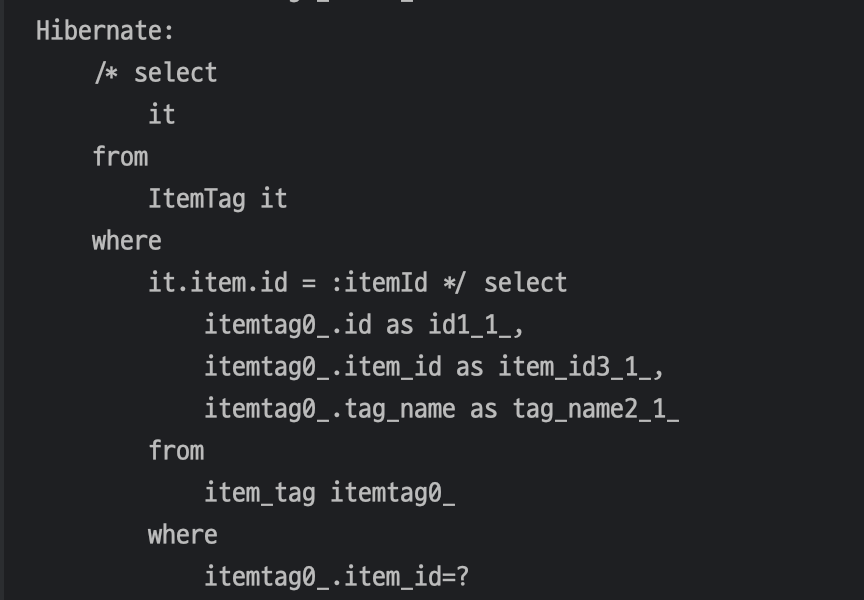 Hibernate:
/* select
it
from
ItemTag it
where
it.item.id = :itemId */ select
itemtag0_.id as id1_1_,
itemtag0_.item_id as item_id3_1_,
itemtag0_.tag_name as tag_name2_1_
from
item_tag itemtag0_
where
itemtag0_.item_id=?